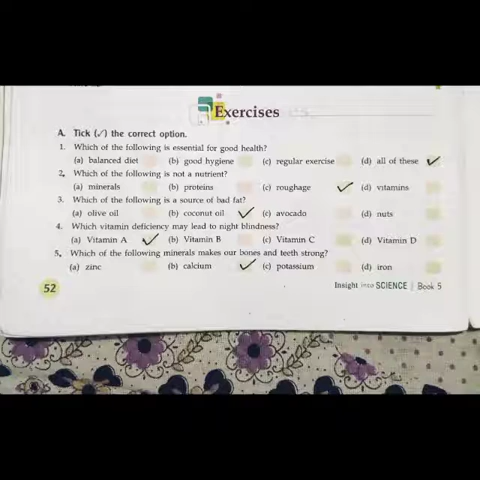 Exercises
A. Tick (✓) the correct option.
1. Which of the following is essential for good health?
(a) balanced diet (b) good hygiene (c) regular exercise (d) all of these ✓
2. Which of the following is not a nutrient?
(a) minerals (b) proteins (c) roughage ✓ (d) vitamins
3. Which of the following is a source of bad fat?
(a) olive oil (b) coconut oil ✓ (c) avocado (d) nuts
4. Which vitamin deficiency may lead to night blindness?
(a) Vitamin A ✓ (b) Vitamin B (c) Vitamin C (d) Vitamin D
5. Which of the following minerals makes our bones and teeth strong?
(a) zinc (b) calcium ✓ (c) potassium (d) iron
52 Insight into SCIENCE | Book 5